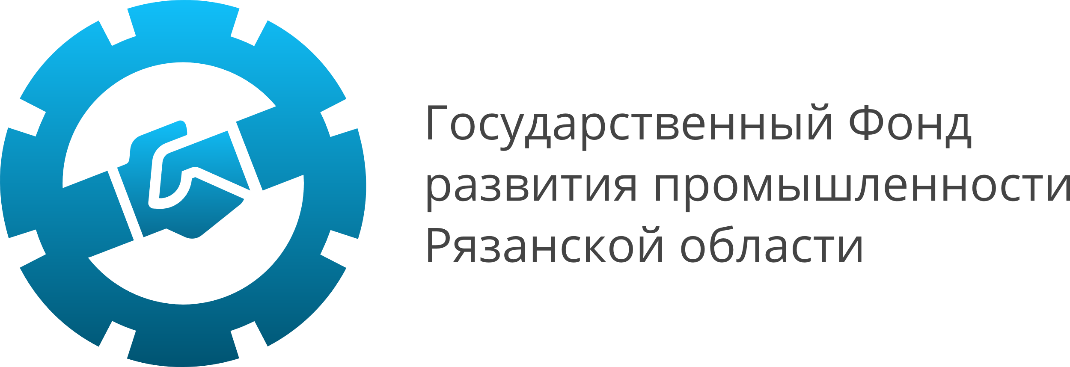 Государственный Фонд
развития промышленности
Рязанской области